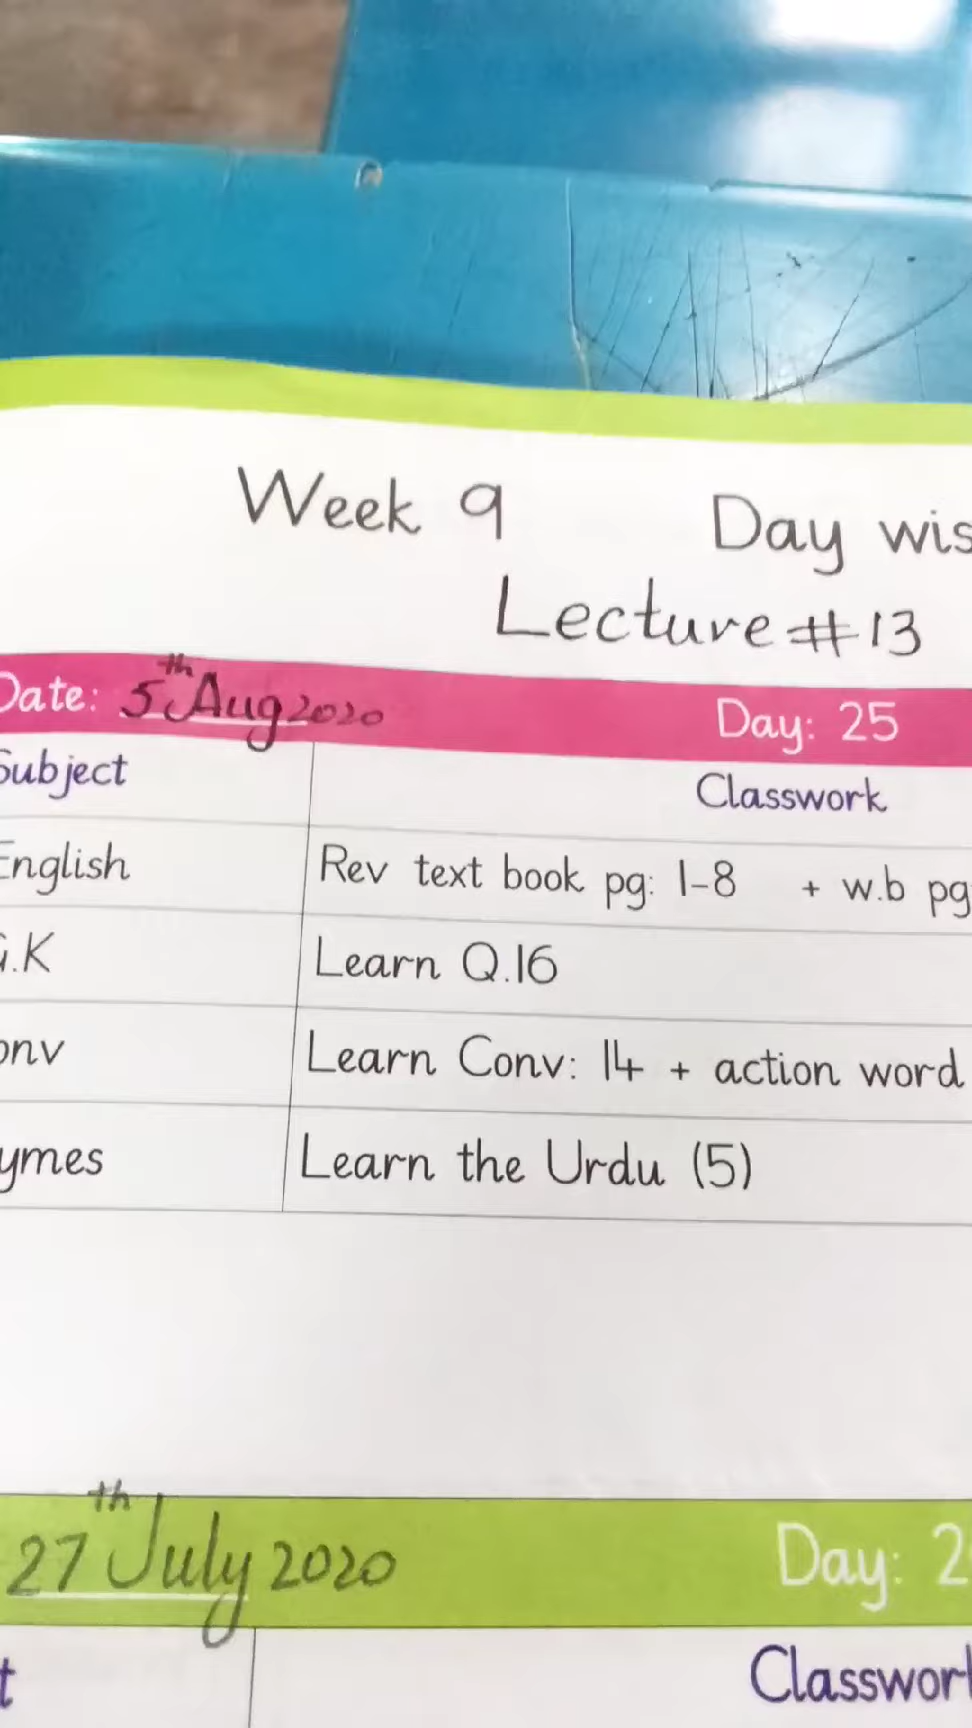 Week 9 Day wis
Lecture #13
Date: 5th Aug 2020 Day: 25
Subject Classwork
English Rev text book pg: 1-8 + w.b pg
G.K Learn Q.16
onv Learn Conv: 14 + action word
ymes Learn the Urdu (5)
27th July 2020 Day: 2
t Classwork